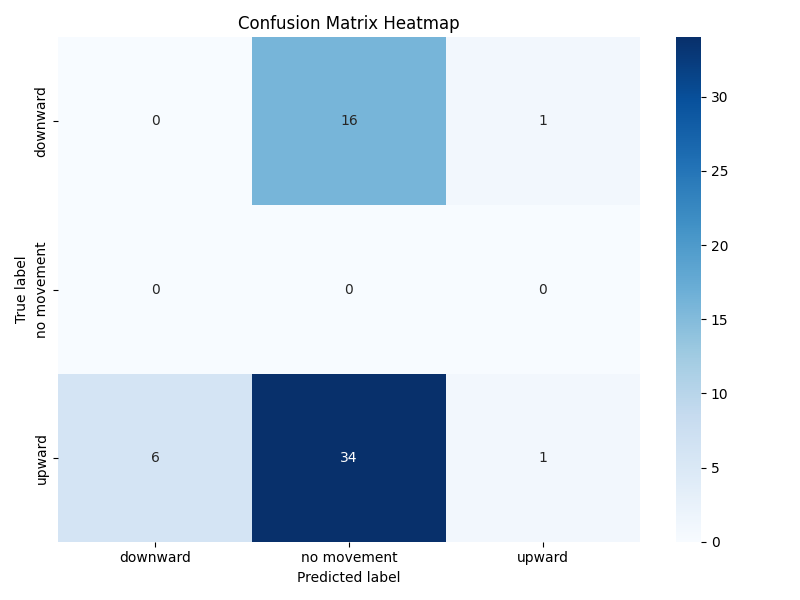 Confusion Matrix Heatmap
True label
downward
0 16 1
no movement
0 0 0
upward
6 34 1
downward no movement upward
Predicted label
30
25
20
15
10
5
0